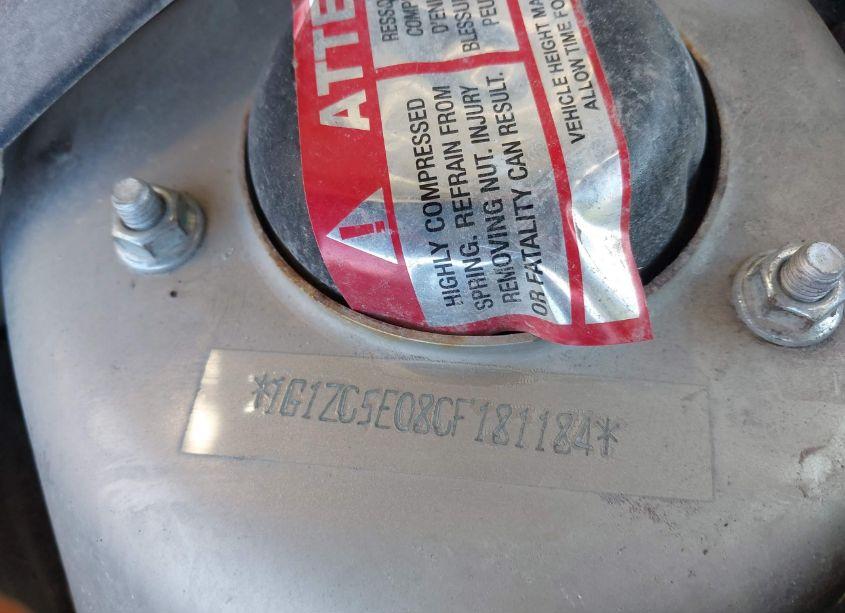 ATTE
RESSO
COMP
D'ENL
BLESSU
PEU
HIGHLY COMPRESSED
SPRING. REFRAIN FROM
REMOVING NUT. INJURY
OR FATALITY CAN RESULT.
VEHICLE HEIGHT MA
ALLOW TIME FO
*1G1ZC5E08CF181184*